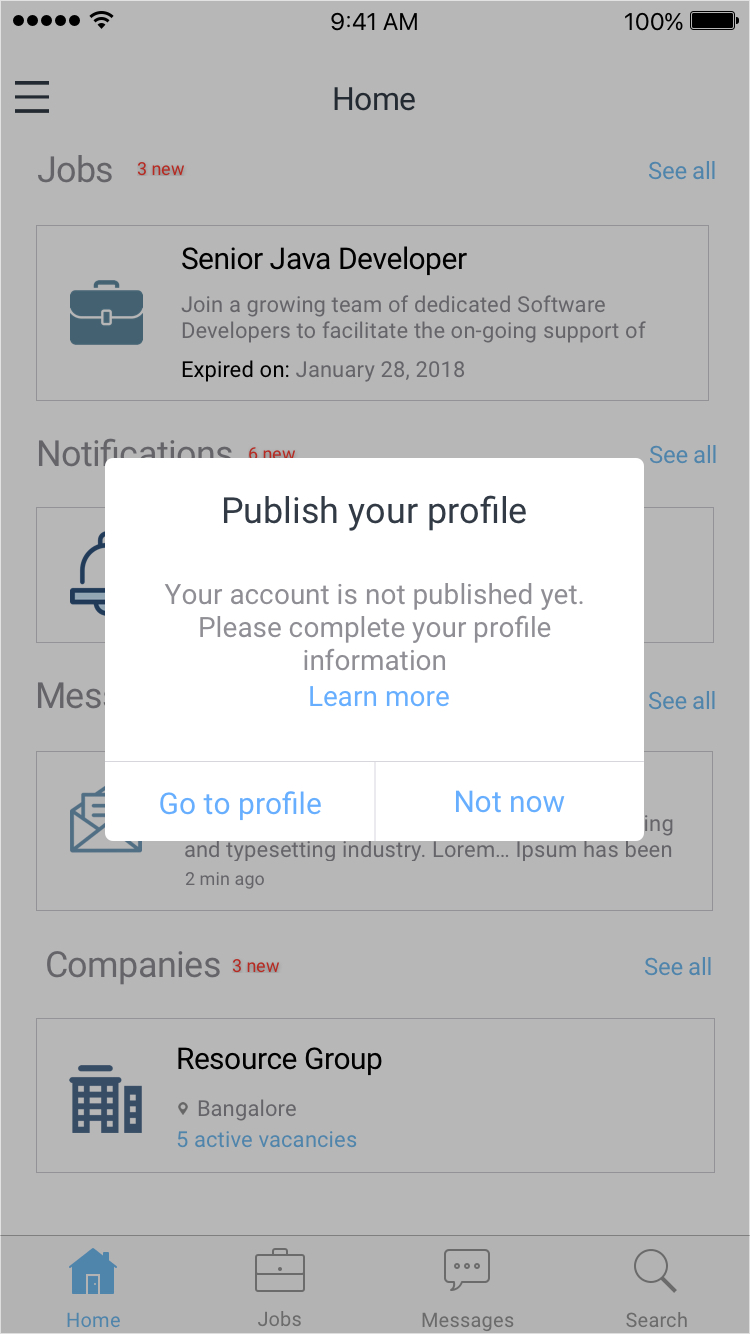 9:41 AM
100%
Home
Jobs 3 new See all
Senior Java Developer
Join a growing team of dedicated Software
Developers to facilitate the on-going support of
Expired on: January 28, 2018
Notifications 6 new See all
Publish your profile
Your account is not published yet.
Please complete your profile
information
Learn more
See all
Go to profile
Not now
and typesetting industry. Lorem... Ipsum has been
2 min ago
Companies 3 new See all
Resource Group
Bangalore
5 active vacancies
Home
Jobs
Messages
Search